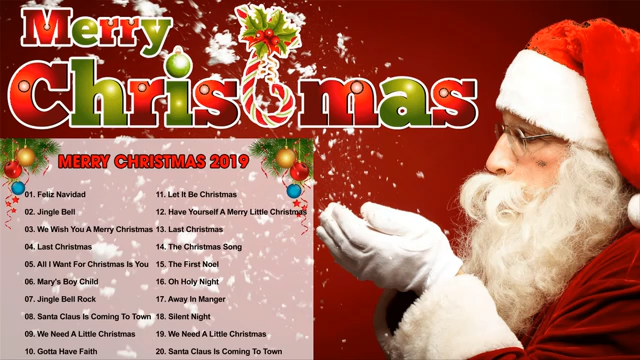 Merry
Christmas
MERRY CHRISTMAS 2019
01. Feliz Navidad
02. Jingle Bell
03. We Wish You A Merry Christmas
04. Last Christmas
05. All I Want For Christmas Is You
06. Mary's Boy Child
07. Jingle Bell Rock
08. Santa Claus Is Coming To Town
09. We Need A Little Christmas
10. Gotta Have Faith
11. Let It Be Christmas
12. Have Yourself A Merry Little Christmas
13. Last Christmas
14. The Christmas Song
15. The First Noel
16. Oh Holy Night
17. Away In Manger
18. Silent Night
19. We Need A Little Christmas
20. Santa Claus Is Coming To Town